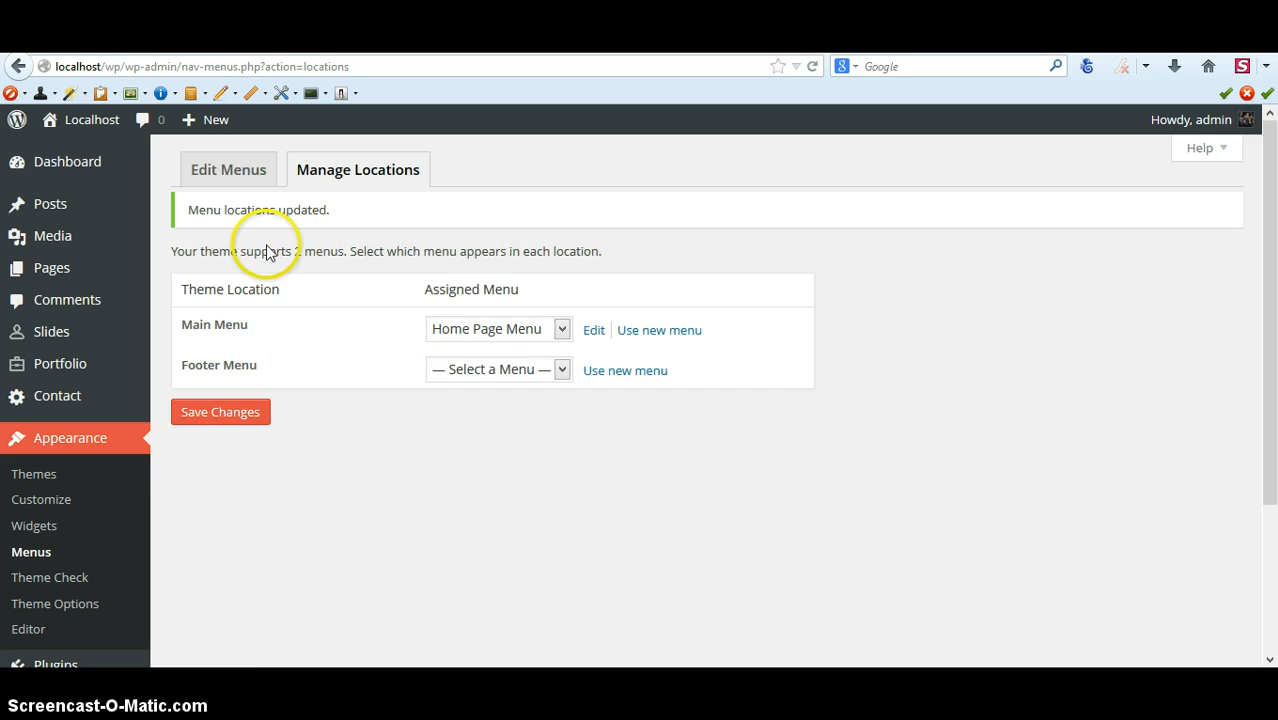 localhost/wp/wp-admin/nav-menus.php?action=locations
Google
Localhost 0 New Howdy, admin
Help
Edit Menus Manage Locations
Menu locations updated.
Your theme supports 2 menus. Select which menu appears in each location.
Theme Location Assigned Menu
Main Menu Home Page Menu Edit Use new menu
Footer Menu — Select a Menu — Use new menu
Save Changes
Dashboard
Posts
Media
Pages
Comments
Slides
Portfolio
Contact
Appearance
Themes
Customize
Widgets
Menus
Theme Check
Theme Options
Editor
Plugins
Screencast-O-Matic.com